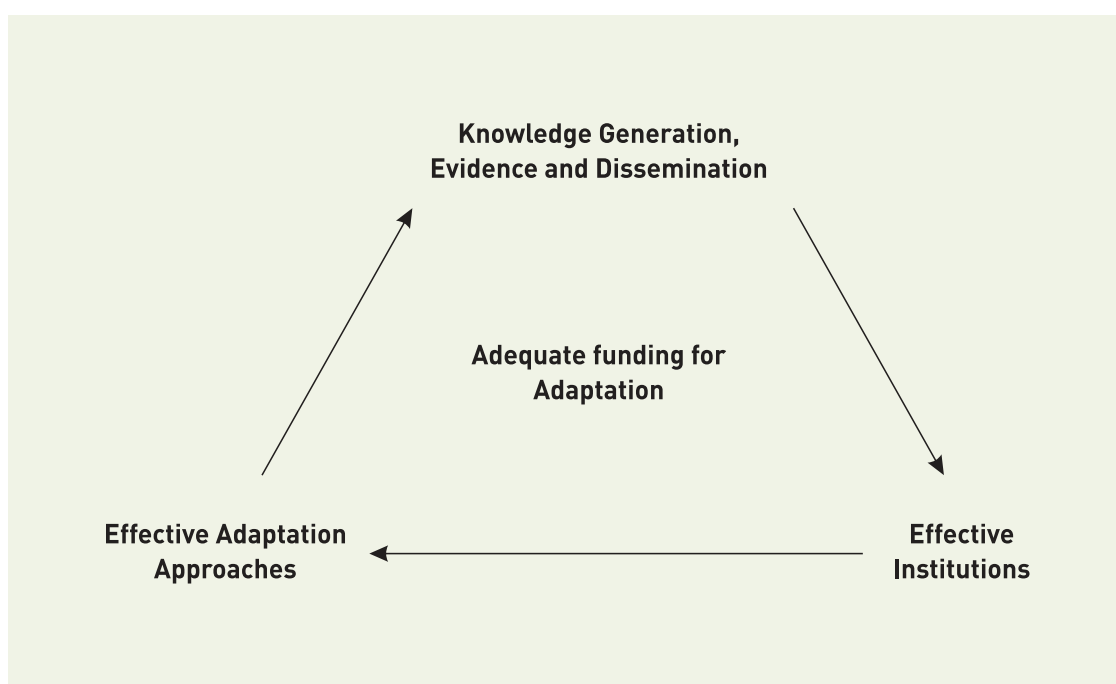 Knowledge Generation,
Evidence and Dissemination
Adequate funding for
Adaptation
Effective Adaptation
Approaches
Effective
Institutions